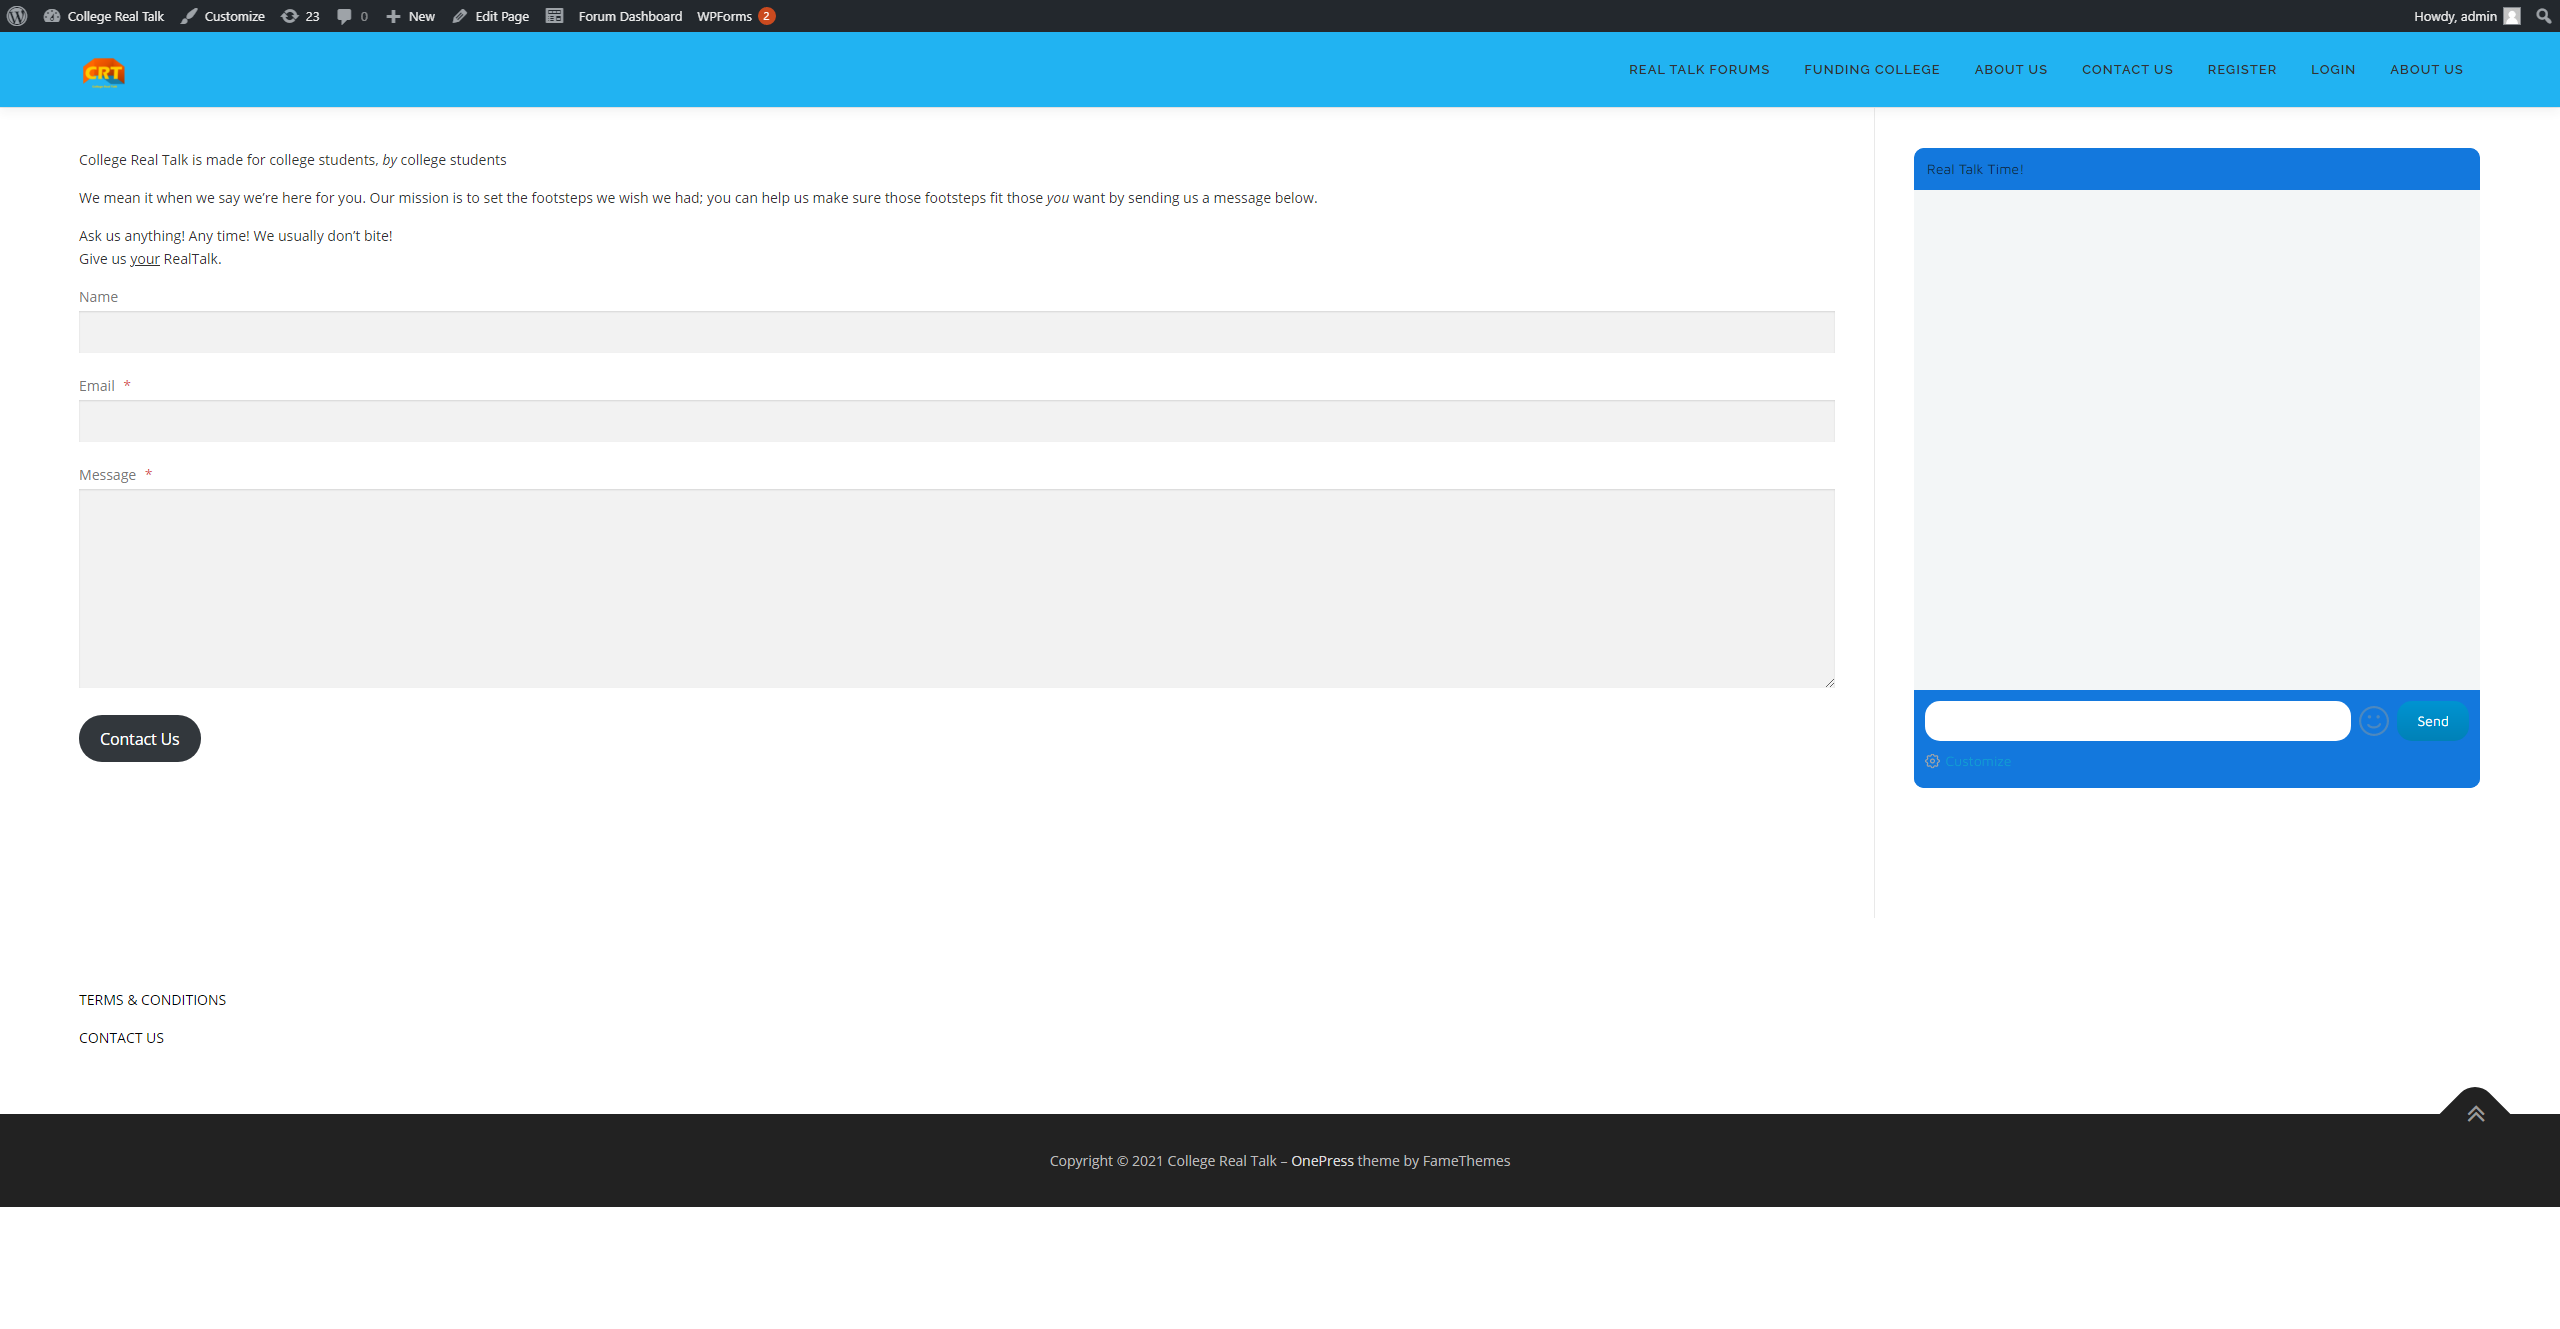 College Real Talk Customize 23 0 New Edit Page Forum Dashboard WPForms 2 Howdy, admin
CRT
REAL TALK FORUMS FUNDING COLLEGE ABOUT US CONTACT US REGISTER LOGIN ABOUT US
College Real Talk is made for college students, by college students
We mean it when we say we’re here for you. Our mission is to set the footsteps we wish we had; you can help us make sure those footsteps fit those you want by sending us a message below.
Ask us anything! Any time! We usually don’t bite!
Give us your RealTalk.
Name
Email *
Message *
Contact Us
Real Talk Time!
Send
Customize
TERMS & CONDITIONS
CONTACT US
Copyright © 2021 College Real Talk – OnePress theme by FameThemes